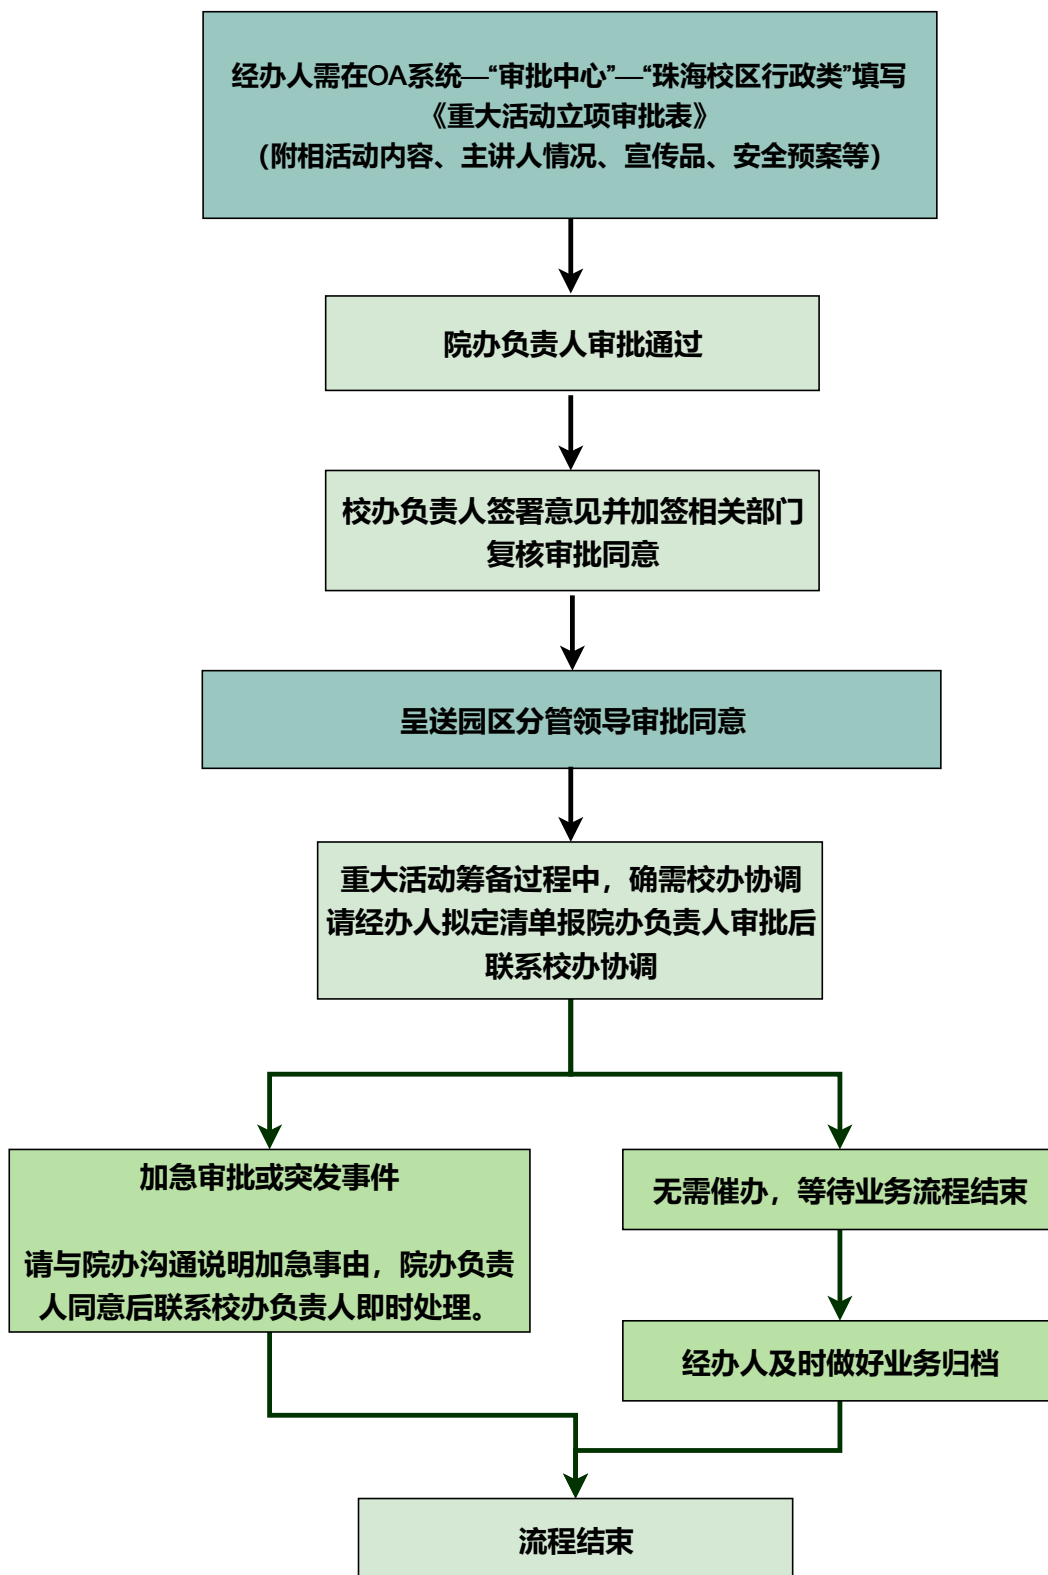 经办人需在OA系统—“审批中心”—“珠海校区行政类”填写
《重大活动立项审批表》
（附相活动内容、主讲人情况、宣传品、安全预案等）
院办负责人审批通过
校办负责人签署意见并加签相关部门
复核审批同意
呈送园区分管领导审批同意
重大活动筹备过程中，确需校办协调
请经办人拟定清单报院办负责人审批后
联系校办协调
加急审批或突发事件
请与院办沟通说明加急事由，院办负责
人同意后联系校办负责人即时处理。
无需催办，等待业务流程结束
经办人及时做好业务归档
流程结束